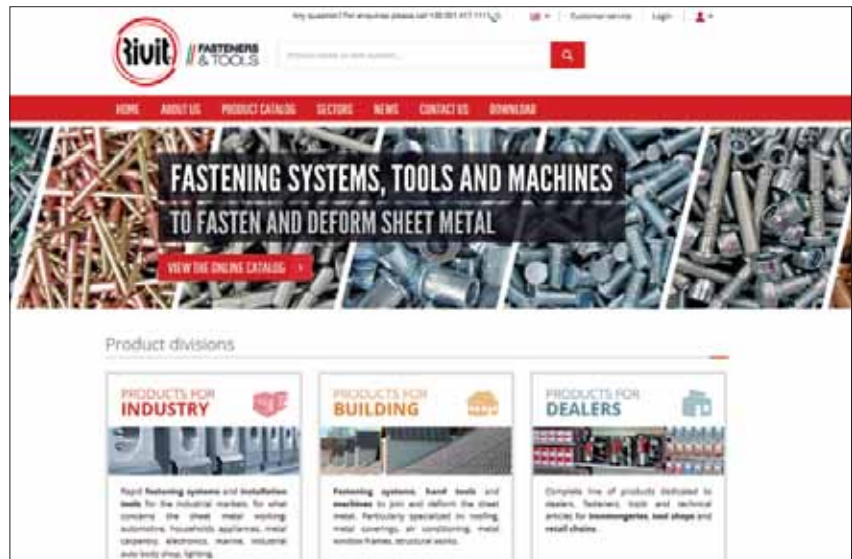 Any question? For enquiries please call +39 051 417 1111
Customer service
Login
Rivit
FASTENERS
& TOOLS
HOME ABOUT US PRODUCT CATALOG SECTORS NEWS CONTACT US DOWNLOAD
FASTENING SYSTEMS, TOOLS AND MACHINES
TO FASTEN AND DEFORM SHEET METAL
VIEW THE ONLINE CATALOG >
Product divisions
PRODUCTS FOR
INDUSTRY
Rapid fastening systems and installation
tools for the industrial markets: for what
concerns the sheet metal working:
automotive, households appliances, metal
carpentry, electronics, marine, industrial
auto body shop, lighting.
PRODUCTS FOR
BUILDING
Fastening systems, hand tools and
machines to join and deform the sheet
metal. Particularly specialized in roofing,
metal coverings, air conditioning, metal
window frames, structural works.
PRODUCTS FOR
DEALERS
Complete line of products dedicated to
dealers, fasteners, tools and technical
articles for ironmongeries, tool shops and
retail chains.